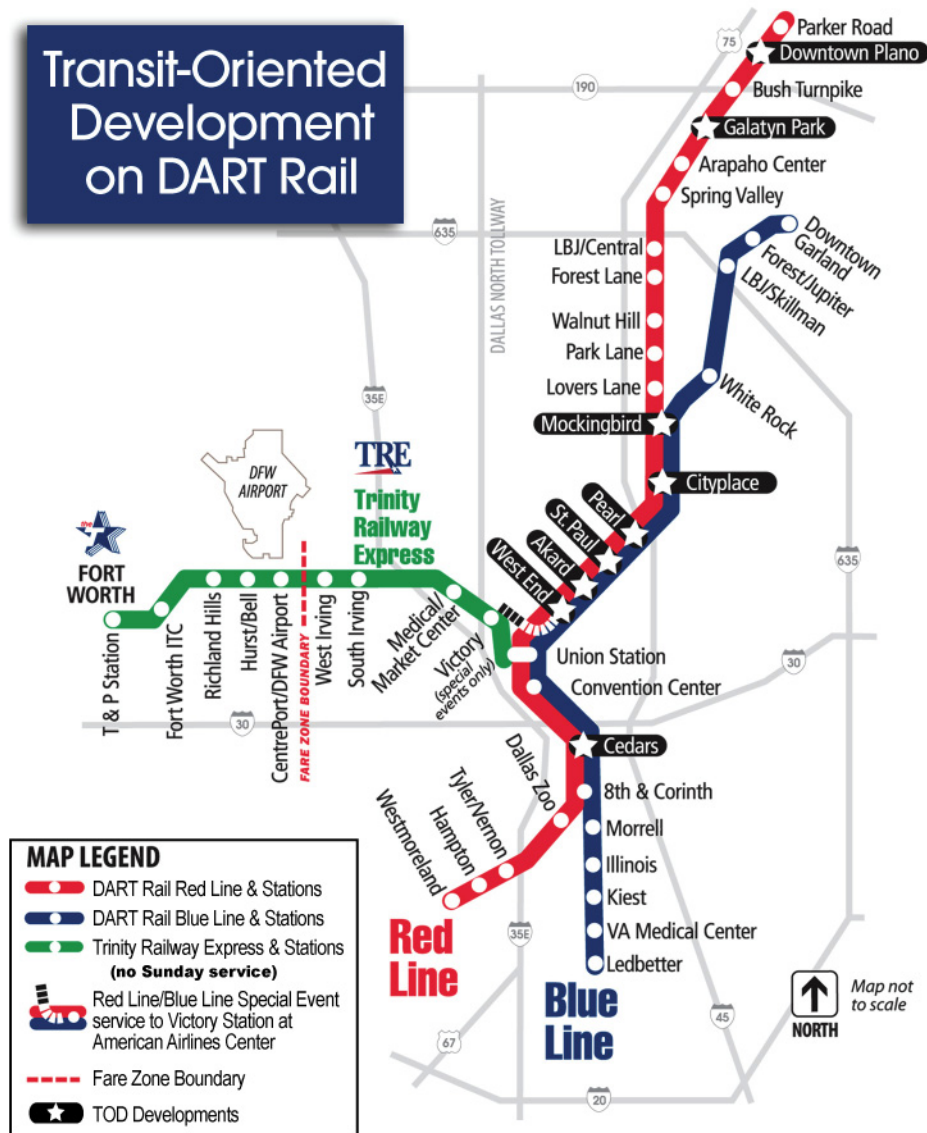 Transit-Oriented
Development
on DART Rail
75
190
635
DALLAS NORTH TOLLWAY
Parker Road
Downtown Plano
Bush Turnpike
Galatyn Park
Arapaho Center
Spring Valley
LBJ/Central
Forest Lane
Walnut Hill
Park Lane
Lovers Lane
Mockingbird
Cityplace
Downtown
Garland
Forest/Jupiter
LBJ/Skillman
White Rock
35E
DFW
AIRPORT
TRE
Trinity
Railway
Express
the
T
FORT
WORTH
Pearl
St. Paul
Akard
West End
635
T & P Station
Fort Worth ITC
Richland Hills
Hurst/Bell
CentrePort/DFW Airport
FARE ZONE BOUNDARY
West Irving
South Irving
Medical/
Market Center
Victory
(special
events only)
Union Station
Convention Center
30
30
Cedars
Dallas Zoo
Tyler/Vernon
Hampton
Westmoreland
8th & Corinth
Morrell
Illinois
Kiest
VA Medical Center
Ledbetter
Red
Line
Blue
Line
35E
67
45
20
NORTH
Map not
to scale
MAP LEGEND
DART Rail Red Line & Stations
DART Rail Blue Line & Stations
Trinity Railway Express & Stations
(no Sunday service)
Red Line/Blue Line Special Event
service to Victory Station at
American Airlines Center
Fare Zone Boundary
TOD Developments